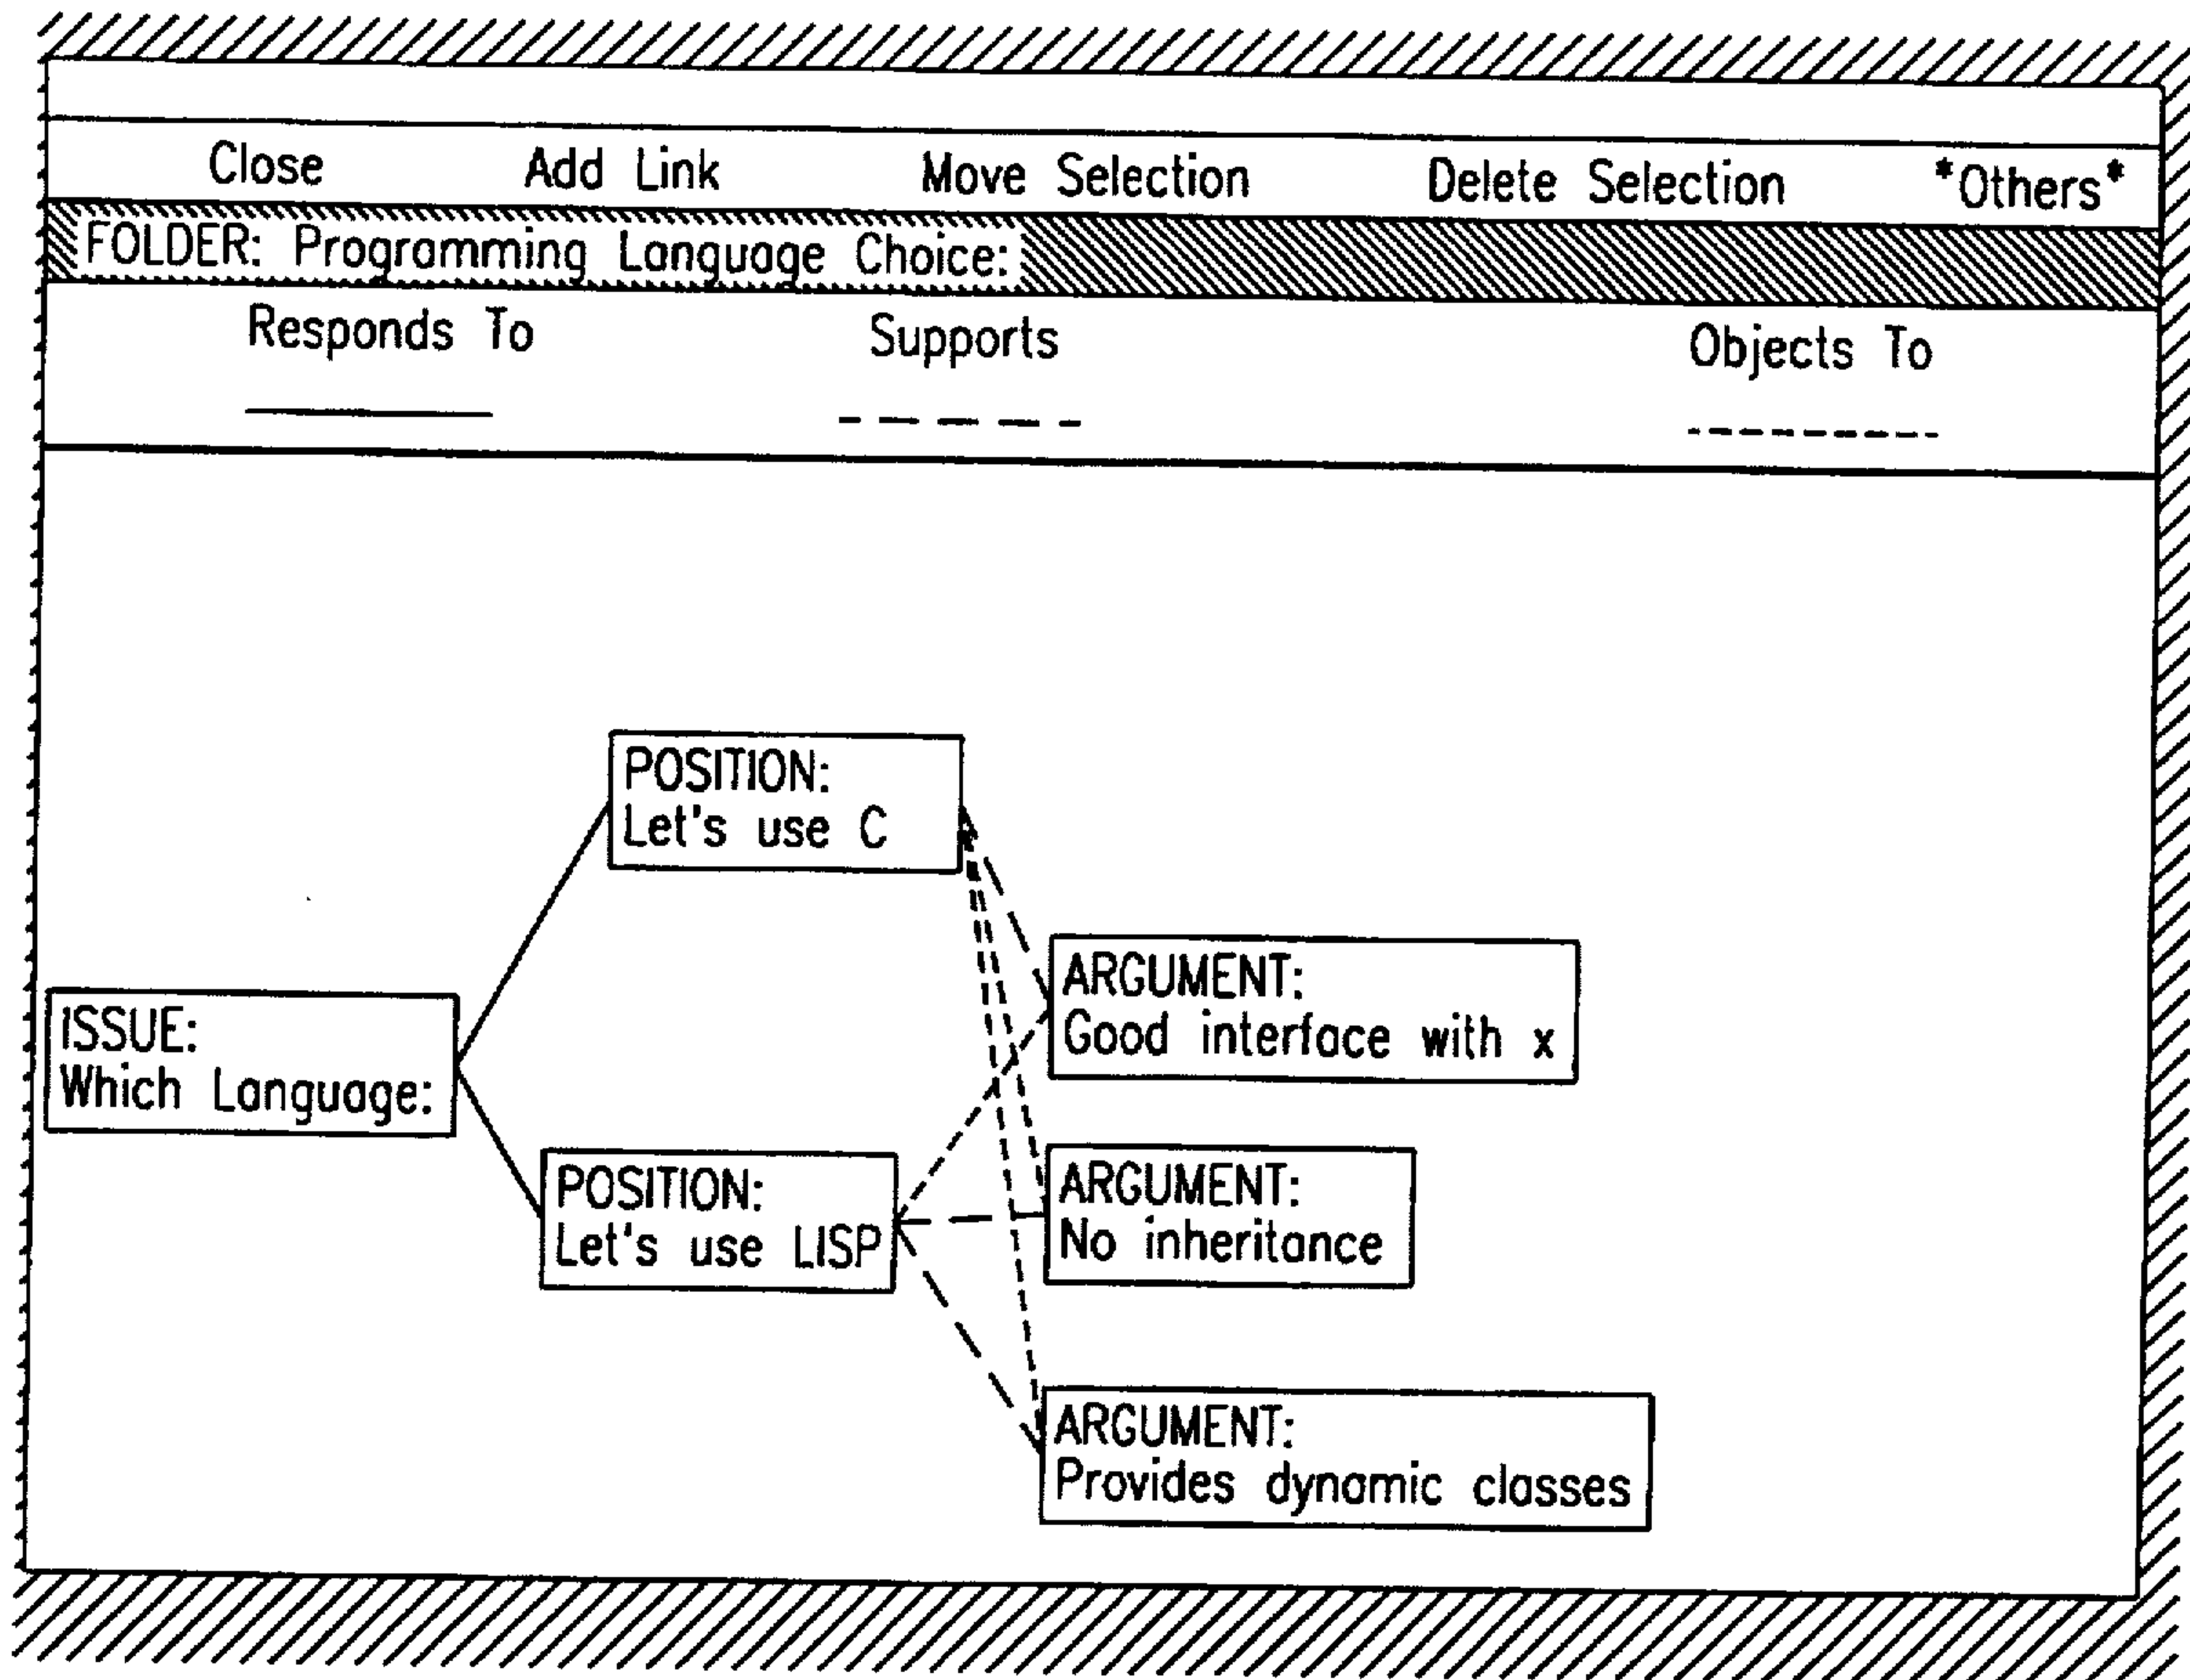 Close Add Link Move Selection Delete Selection *Others*
FOLDER: Programming Language Choice:
Responds To Supports Objects To
POSITION:
Let's use C
ARGUMENT:
Good interface with x
ISSUE:
Which Language:
POSITION:
Let's use LISP
ARGUMENT:
No inheritance
ARGUMENT:
Provides dynamic classes